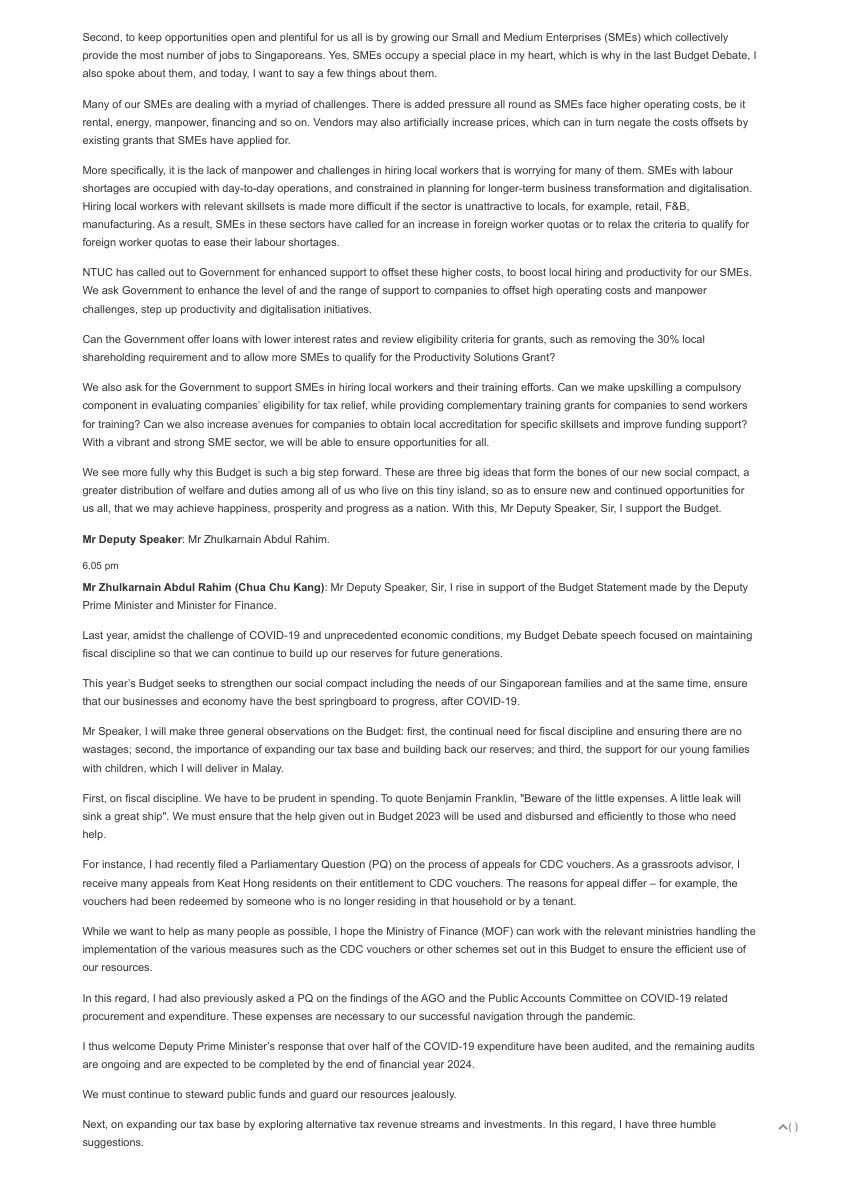 Second, to keep opportunities open and plentiful for us all is by growing our Small and Medium Enterprises (SMEs) which collectively
provide the most number of jobs to Singaporeans. Yes, SMEs occupy a special place in my heart, which is why in the last Budget Debate, I
also spoke about them, and today, I want to say a few things about them.
Many of our SMEs are dealing with a myriad of challenges. There is added pressure all round as SMEs face higher operating costs, be it
rental, energy, manpower, financing and so on. Vendors may also artificially increase prices, which can in turn negate the costs offsets by
existing grants that SMEs have applied for.
More specifically, it is the lack of manpower and challenges in hiring local workers that is worrying for many of them. SMEs with labour
shortages are occupied with day-to-day operations, and constrained in planning for longer-term business transformation and digitalisation.
Hiring local workers with relevant skillsets is made more difficult if the sector is unattractive to locals, for example, retail, F&B,
manufacturing. As a result, SMEs in these sectors have called for an increase in foreign worker quotas or to relax the criteria to qualify for
foreign worker quotas to ease their labour shortages.
NTUC has called out to Government for enhanced support to offset these higher costs, to boost local hiring and productivity for our SMEs.
We ask Government to enhance the level of and the range of support to companies to offset high operating costs and manpower
challenges, step up productivity and digitalisation initiatives.
Can the Government offer loans with lower interest rates and review eligibility criteria for grants, such as removing the 30% local
shareholding requirement and to allow more SMEs to qualify for the Productivity Solutions Grant?
We also ask for the Government to support SMEs in hiring local workers and their training efforts. Can we make upskilling a compulsory
component in evaluating companies' eligibility for tax relief, while providing complementary training grants for companies to send workers
for training? Can we also increase avenues for companies to obtain local accreditation for specific skillsets and improve funding support?
With a vibrant and strong SME sector, we will be able to ensure opportunities for all.
We see more fully why this Budget is such a big step forward. These are three big ideas that form the bones of our new social compact, a
greater distribution of welfare and duties among all of us who live on this tiny island, so as to ensure new and continued opportunities for
us all, that we may achieve happiness, prosperity and progress as a nation. With this, Mr Deputy Speaker, Sir, I support the Budget.
Mr Deputy Speaker: Mr Zhulkarnain Abdul Rahim.
6.05 pm
Mr Zhulkarnain Abdul Rahim (Chua Chu Kang): Mr Deputy Speaker, Sir, I rise in support of the Budget Statement made by the Deputy
Prime Minister and Minister for Finance.
Last year, amidst the challenge of COVID-19 and unprecedented economic conditions, my Budget Debate speech focused on maintaining
fiscal discipline so that we can continue to build up our reserves for future generations.
This year's Budget seeks to strengthen our social compact including the needs of our Singaporean families and at the same time, ensure
that our businesses and economy have the best springboard to progress, after COVID-19.
Mr Speaker, I will make three general observations on the Budget: first, the continual need for fiscal discipline and ensuring there are no
wastages; second, the importance of expanding our tax base and building back our reserves; and third, the support for our young families
with children, which I will deliver in Malay.
First, on fiscal discipline. We have to be prudent in spending. To quote Benjamin Franklin, "Beware of the little expenses. A little leak will
sink a great ship". We must ensure that the help given out in Budget 2023 will be used and disbursed and efficiently to those who need
help.
For instance, I had recently filed a Parliamentary Question (PQ) on the process of appeals for CDC vouchers. As a grassroots advisor, I
receive many appeals from Keat Hong residents on their entitlement to CDC vouchers. The reasons for appeal differ – for example, the
vouchers had been redeemed by someone who is no longer residing in that household or by a tenant.
While we want to help as many people as possible, I hope the Ministry of Finance (MOF) can work with the relevant ministries handling the
implementation of the various measures such as the CDC vouchers or other schemes set out in this Budget to ensure the efficient use of
our resources.
In this regard, I had also previously asked a PQ on the findings of the AGO and the Public Accounts Committee on COVID-19 related
procurement and expenditure. These expenses are necessary to our successful navigation through the pandemic.
I thus welcome Deputy Prime Minister's response that over half of the COVID-19 expenditure have been audited, and the remaining audits
are ongoing and are expected to be completed by the end of financial year 2024.
We must continue to steward public funds and guard our resources jealously.
Next, on expanding our tax base by exploring alternative tax revenue streams and investments. In this regard, I have three humble
suggestions.
( )